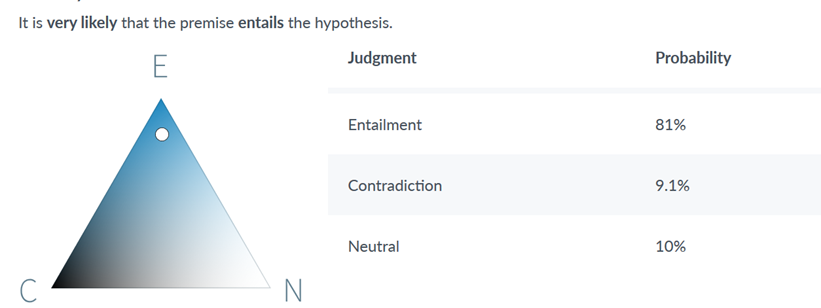 It is very likely that the premise entails the hypothesis.
E
C
N
Judgment Probability
Entailment 81%
Contradiction 9.1%
Neutral 10%